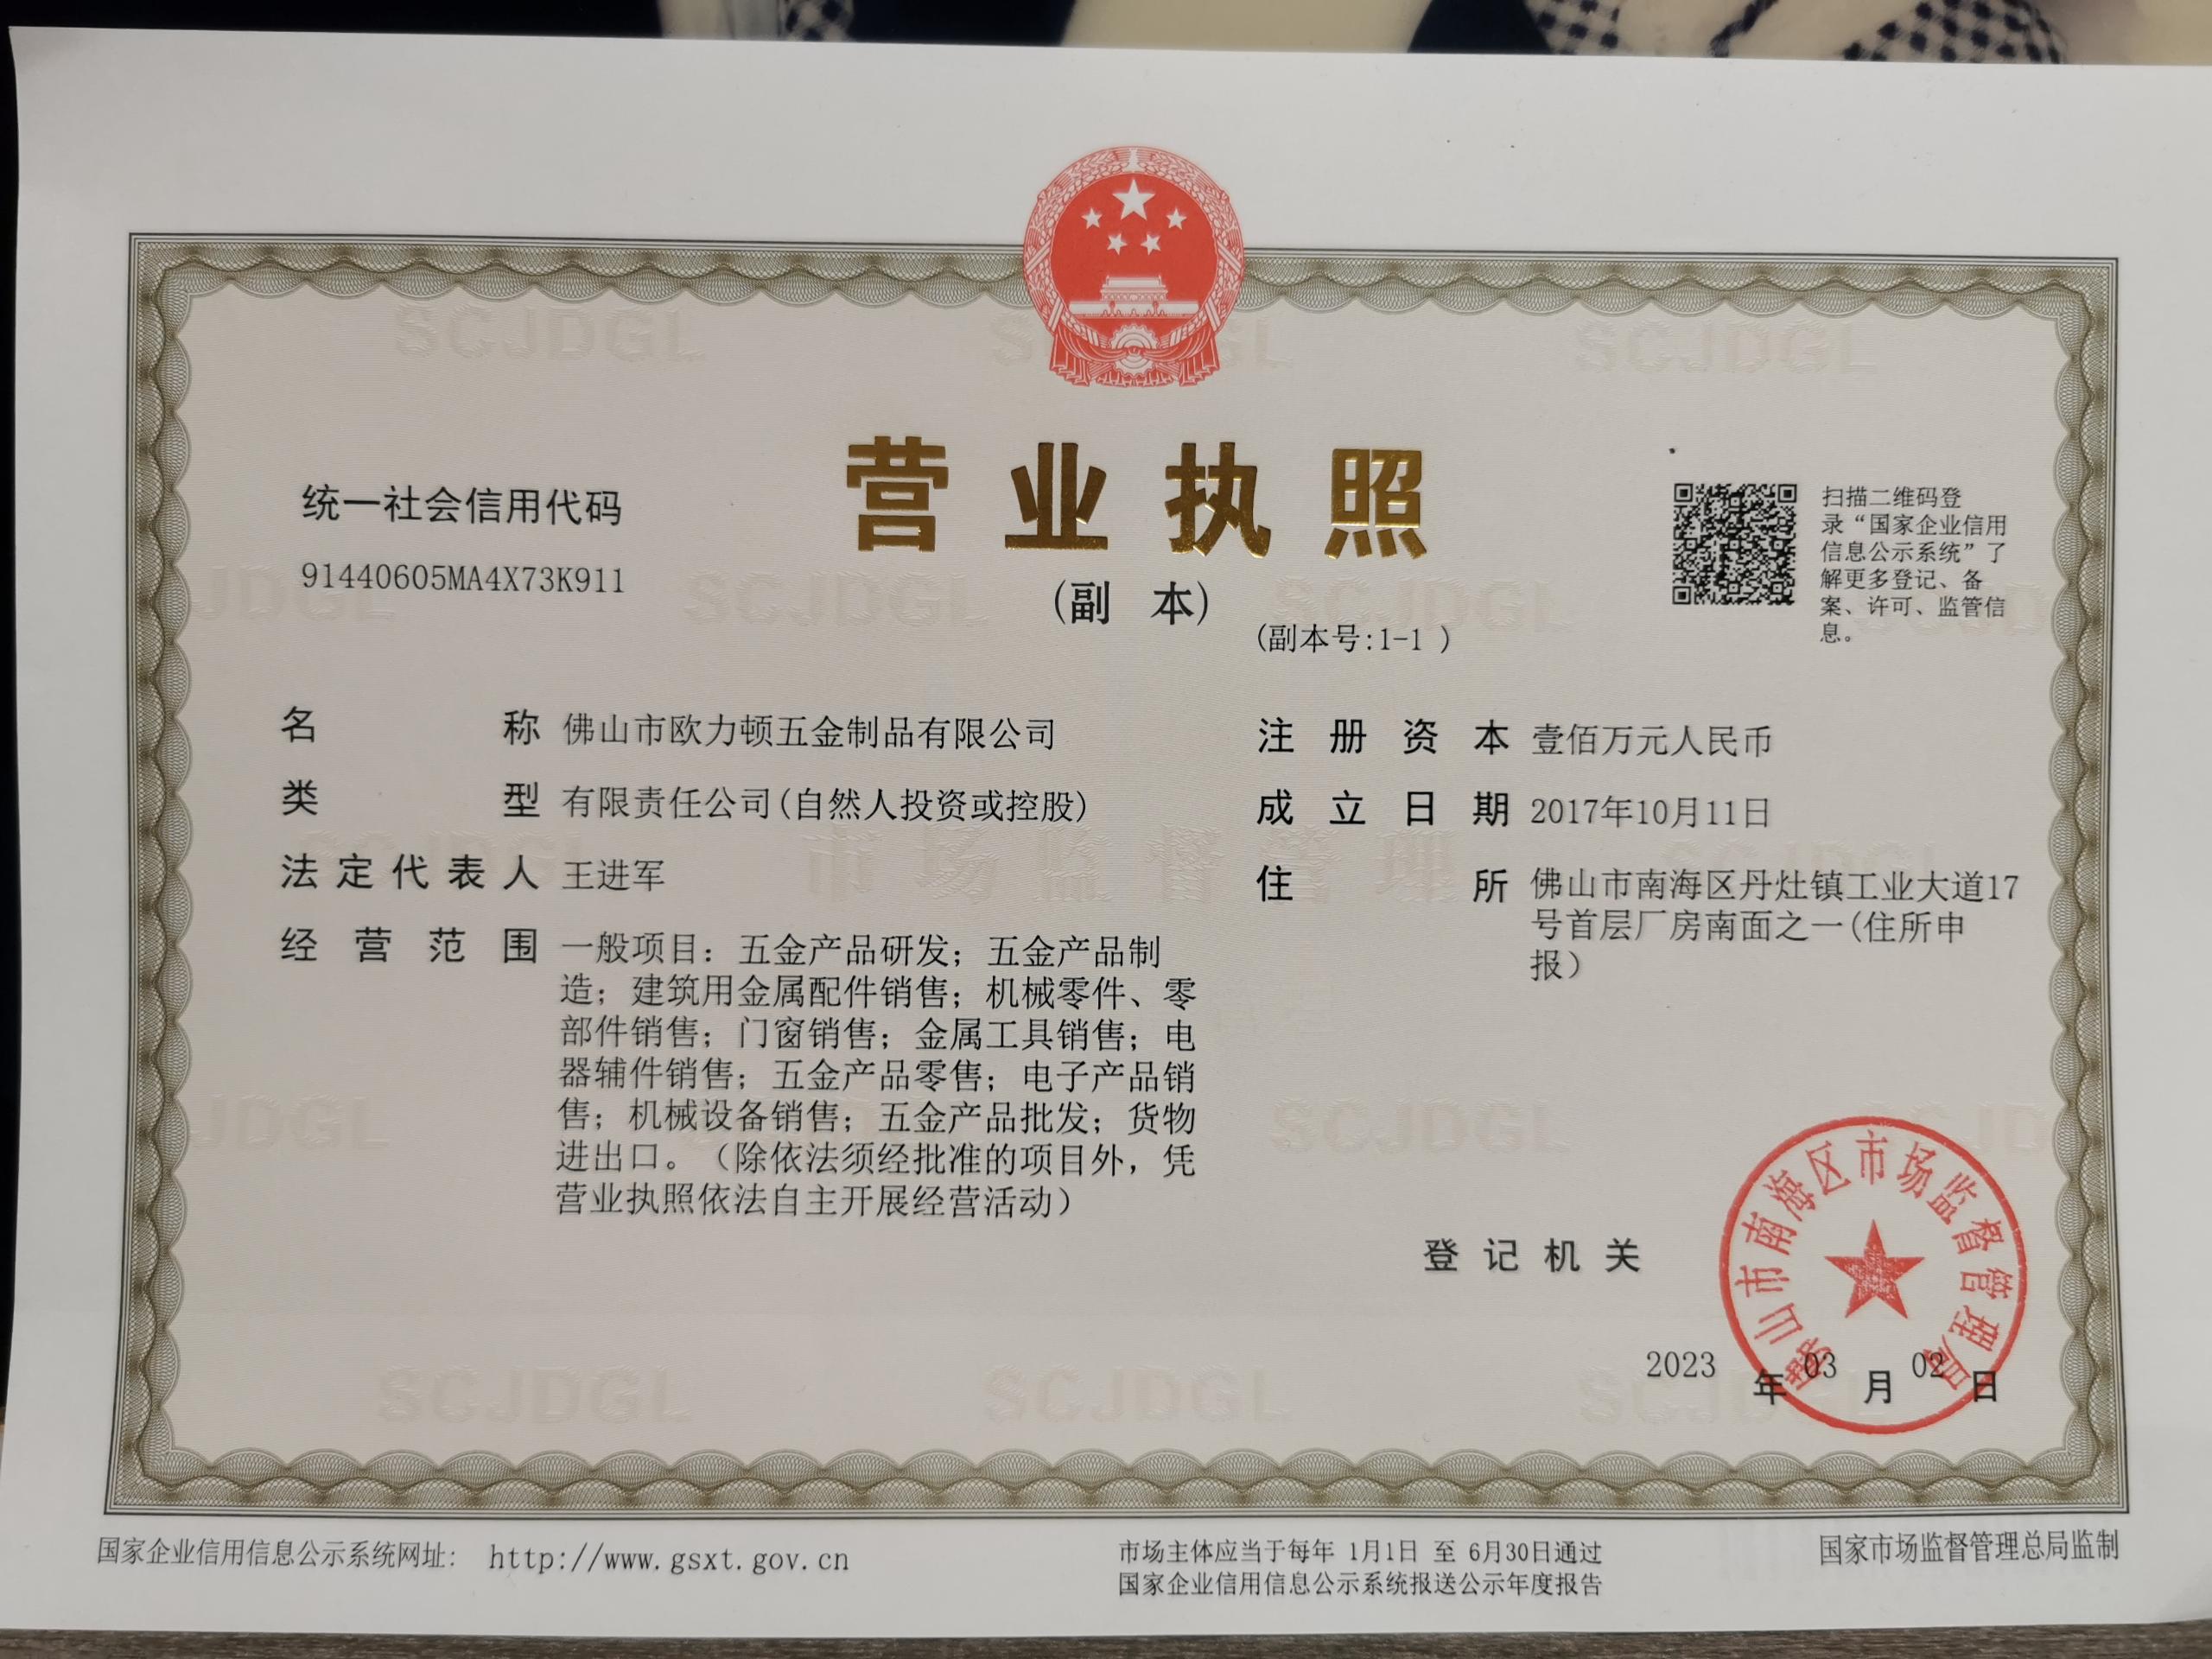 营业执照
(副 本)
(副本号:1-1 )
统一社会信用代码
91440605MA4X73K911
扫描二维码登
录“国家企业信用
信息公示系统”了
解更多登记、备
案、许可、监管信
息。
名 称 佛山市欧力顿五金制品有限公司
类 型 有限责任公司(自然人投资或控股)
法定代表人 王进军
经营范围 一般项目：五金产品研发；五金产品制
造；建筑用金属配件销售；机械零件、零
部件销售；门窗销售；金属工具销售；电
器辅件销售；五金产品零售；电子产品销
售；机械设备销售；五金产品批发；货物
进出口。（除依法须经批准的项目外，凭
营业执照依法自主开展经营活动）
注册资本 壹佰万元人民币
成立日期 2017年10月11日
住 所 佛山市南海区丹灶镇工业大道17
号首层厂房南面之一(住所申
报）
登记机关
佛山市南海区市场监督管理局
2023 年 03 月 02 日
国家企业信用信息公示系统网址： http://www.gsxt.gov.cn
市场主体应当于每年 1月1日 至 6月30日通过
国家企业信用信息公示系统报送公示年度报告
国家市场监督管理总局监制
SCJDGL
市场监督管理